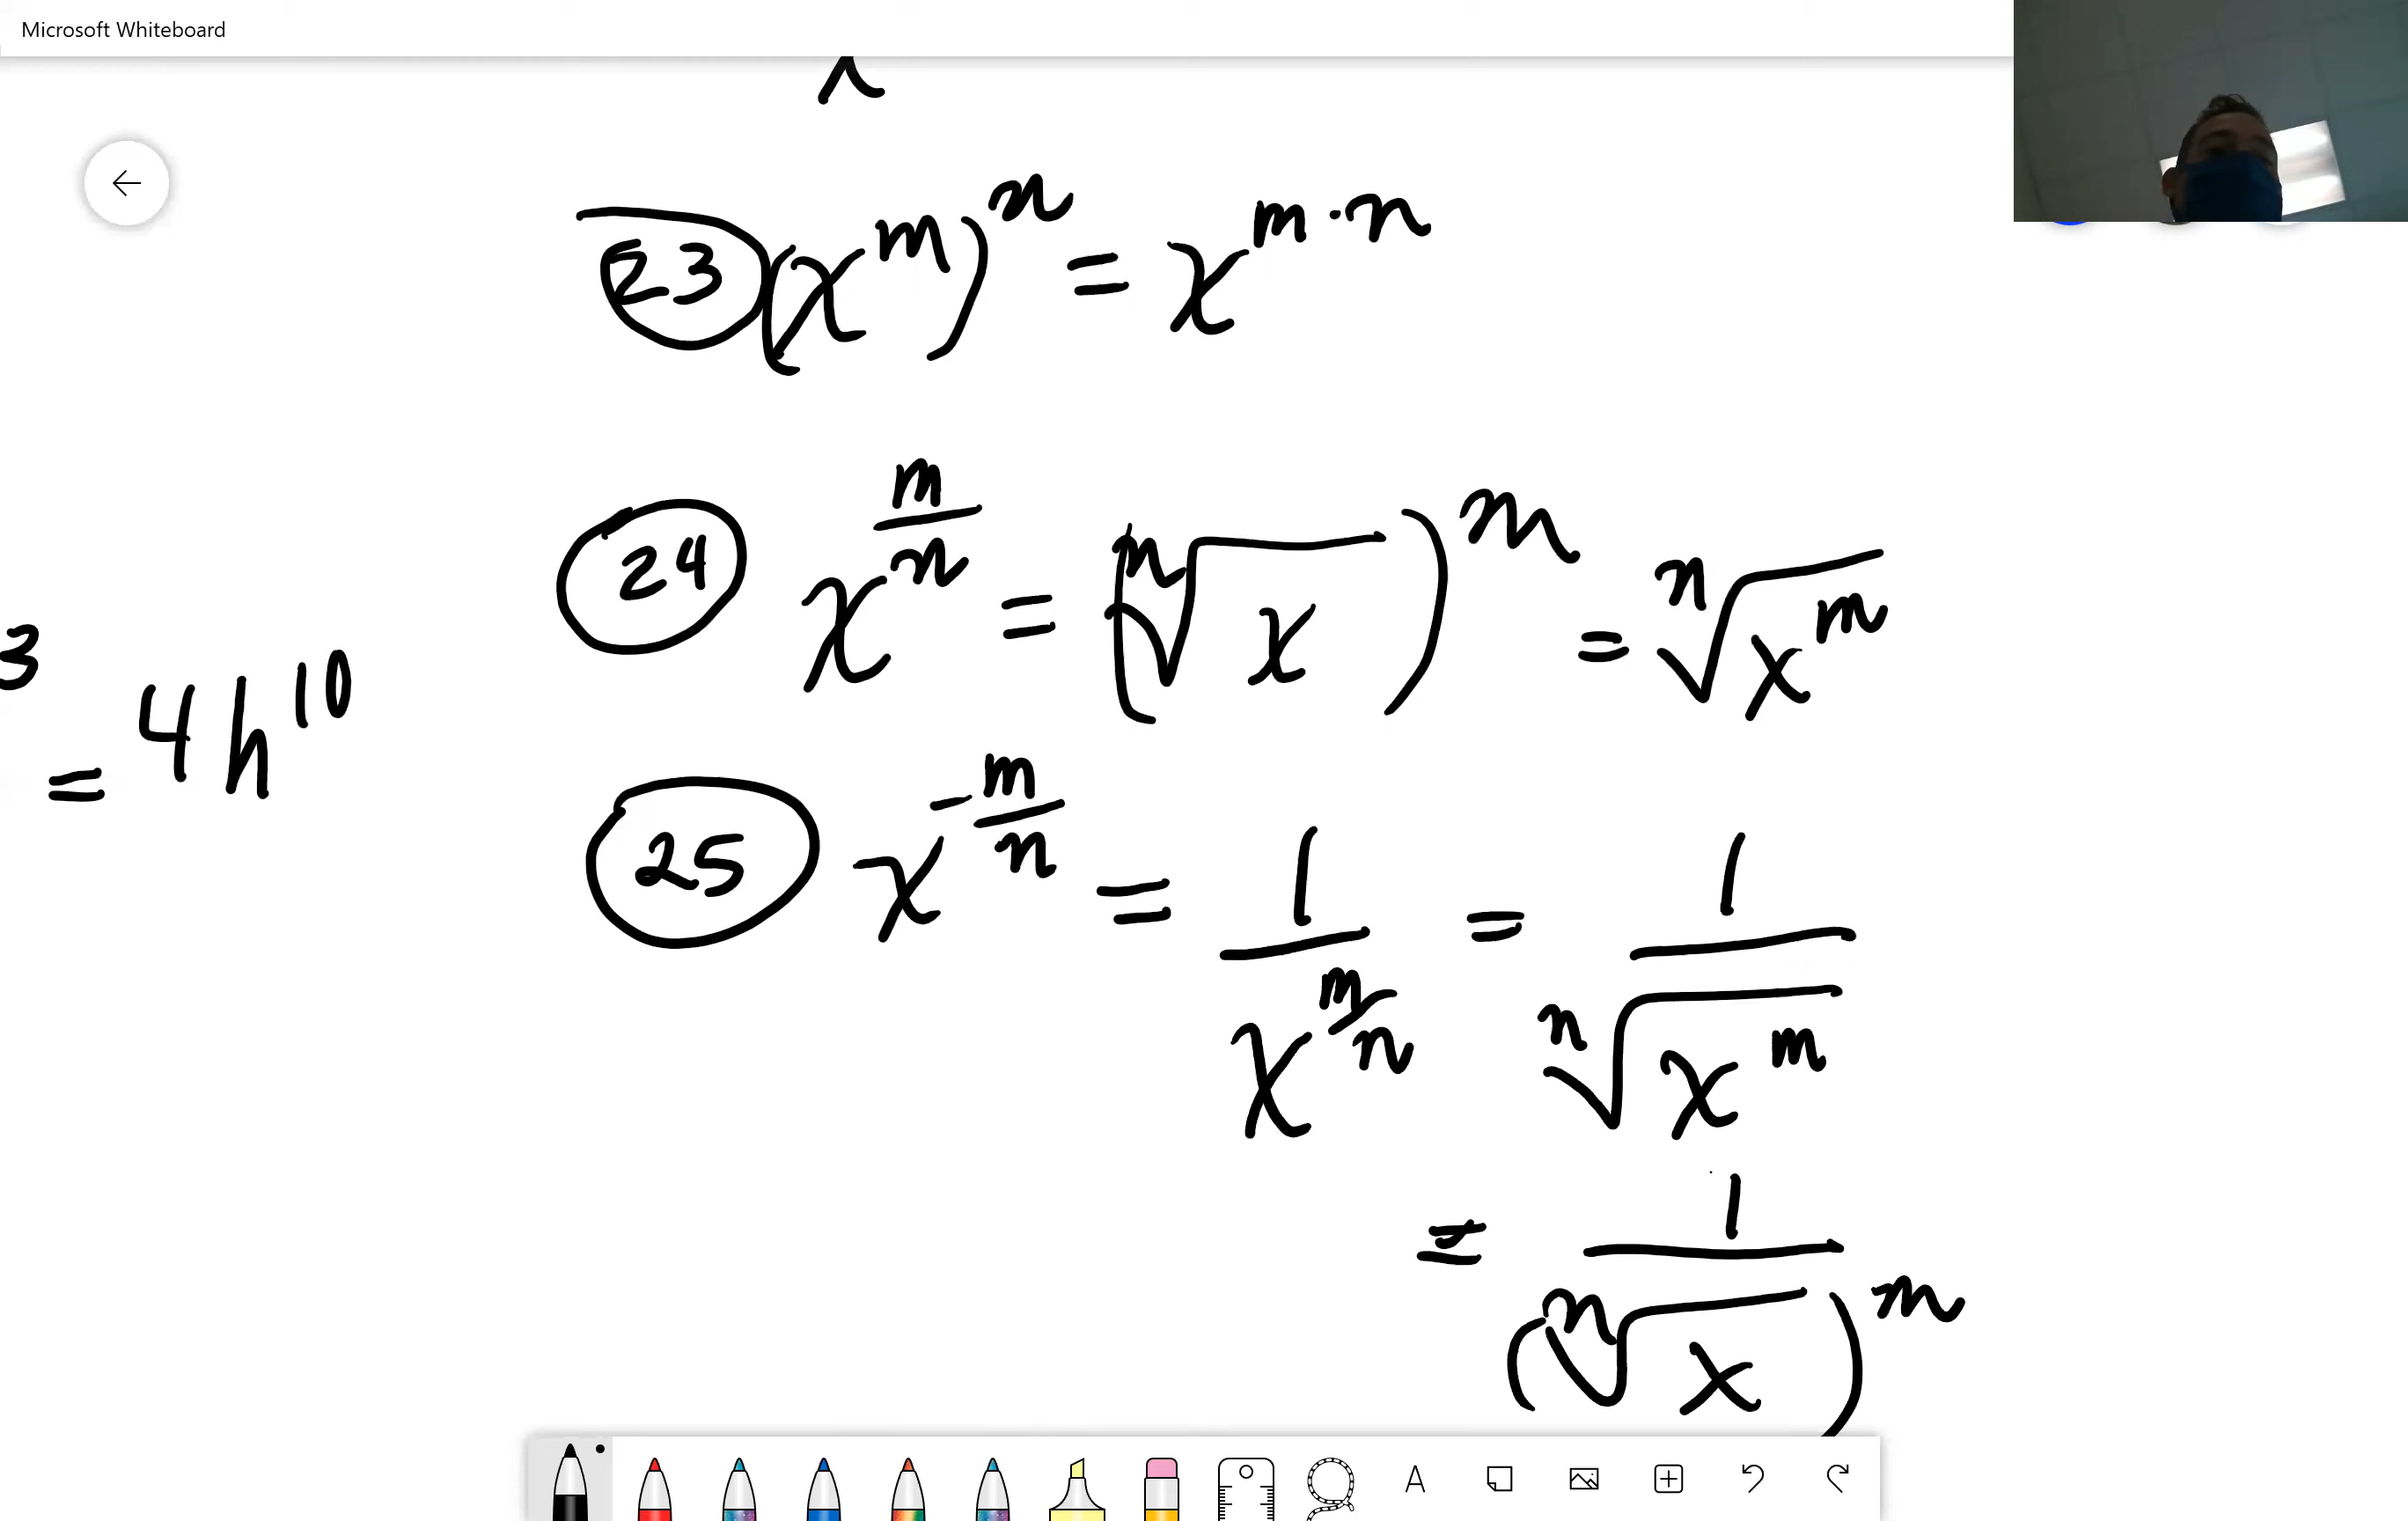 Microsoft Whiteboard
x
23 (x^m)^n = x^{m·n}
24 x^{m/n} = (ⁿ√x)^m = ⁿ√(x^m)
3
= 4h^{10}
25 x^{-m/n} = 1/x^{m/n} = 1/ⁿ√(x^m)
= 1/(ⁿ√x)^m
A